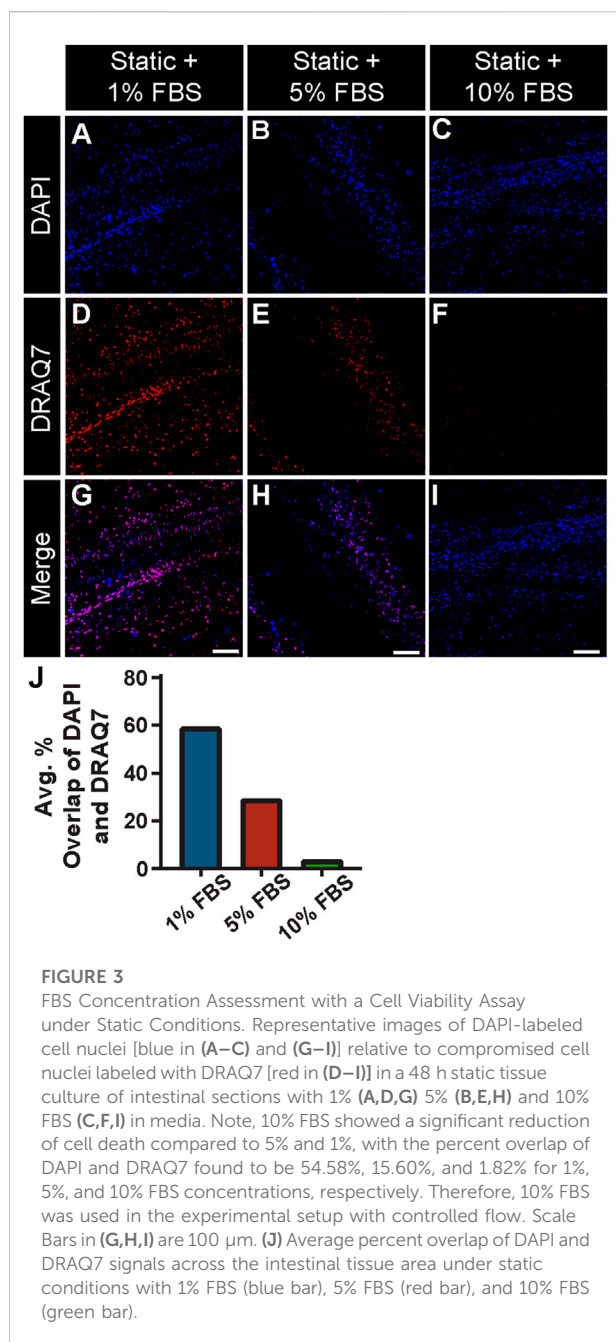 Static +
1% FBS
Static +
5% FBS
Static +
10% FBS
DAPI
A
B
C
DRAQ7
D
E
F
Merge
G
H
I
J
Avg. %
Overlap of DAPI
and DRAQ7
80
60
40
20
0
1% FBS
5% FBS
10% FBS
FIGURE 3
FBS Concentration Assessment with a Cell Viability Assay
under Static Conditions. Representative images of DAPI-labeled
cell nuclei [blue in (A–C) and (G–I)] relative to compromised cell
nuclei labeled with DRAQ7 [red in (D–I)] in a 48 h static tissue
culture of intestinal sections with 1% (A,D,G) 5% (B,E,H) and 10%
FBS (C,F,I) in media. Note, 10% FBS showed a significant reduction
of cell death compared to 5% and 1%, with the percent overlap of
DAPI and DRAQ7 found to be 54.58%, 15.60%, and 1.82% for 1%,
5%, and 10% FBS concentrations, respectively. Therefore, 10% FBS
was used in the experimental setup with controlled flow. Scale
Bars in (G,H,I) are 100 µm. (J) Average percent overlap of DAPI and
DRAQ7 signals across the intestinal tissue area under static
conditions with 1% FBS (blue bar), 5% FBS (red bar), and 10% FBS
(green bar).